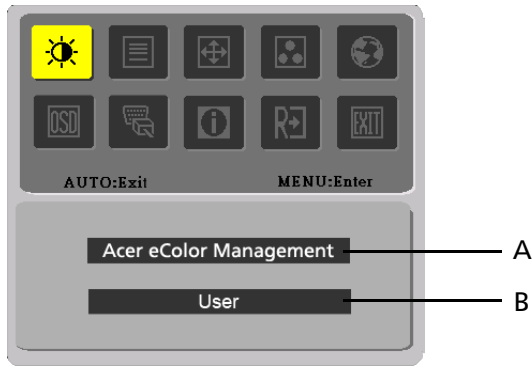 OSD R EXIT
AUTO:Exit MENU:Enter
Acer eColor Management A
User B